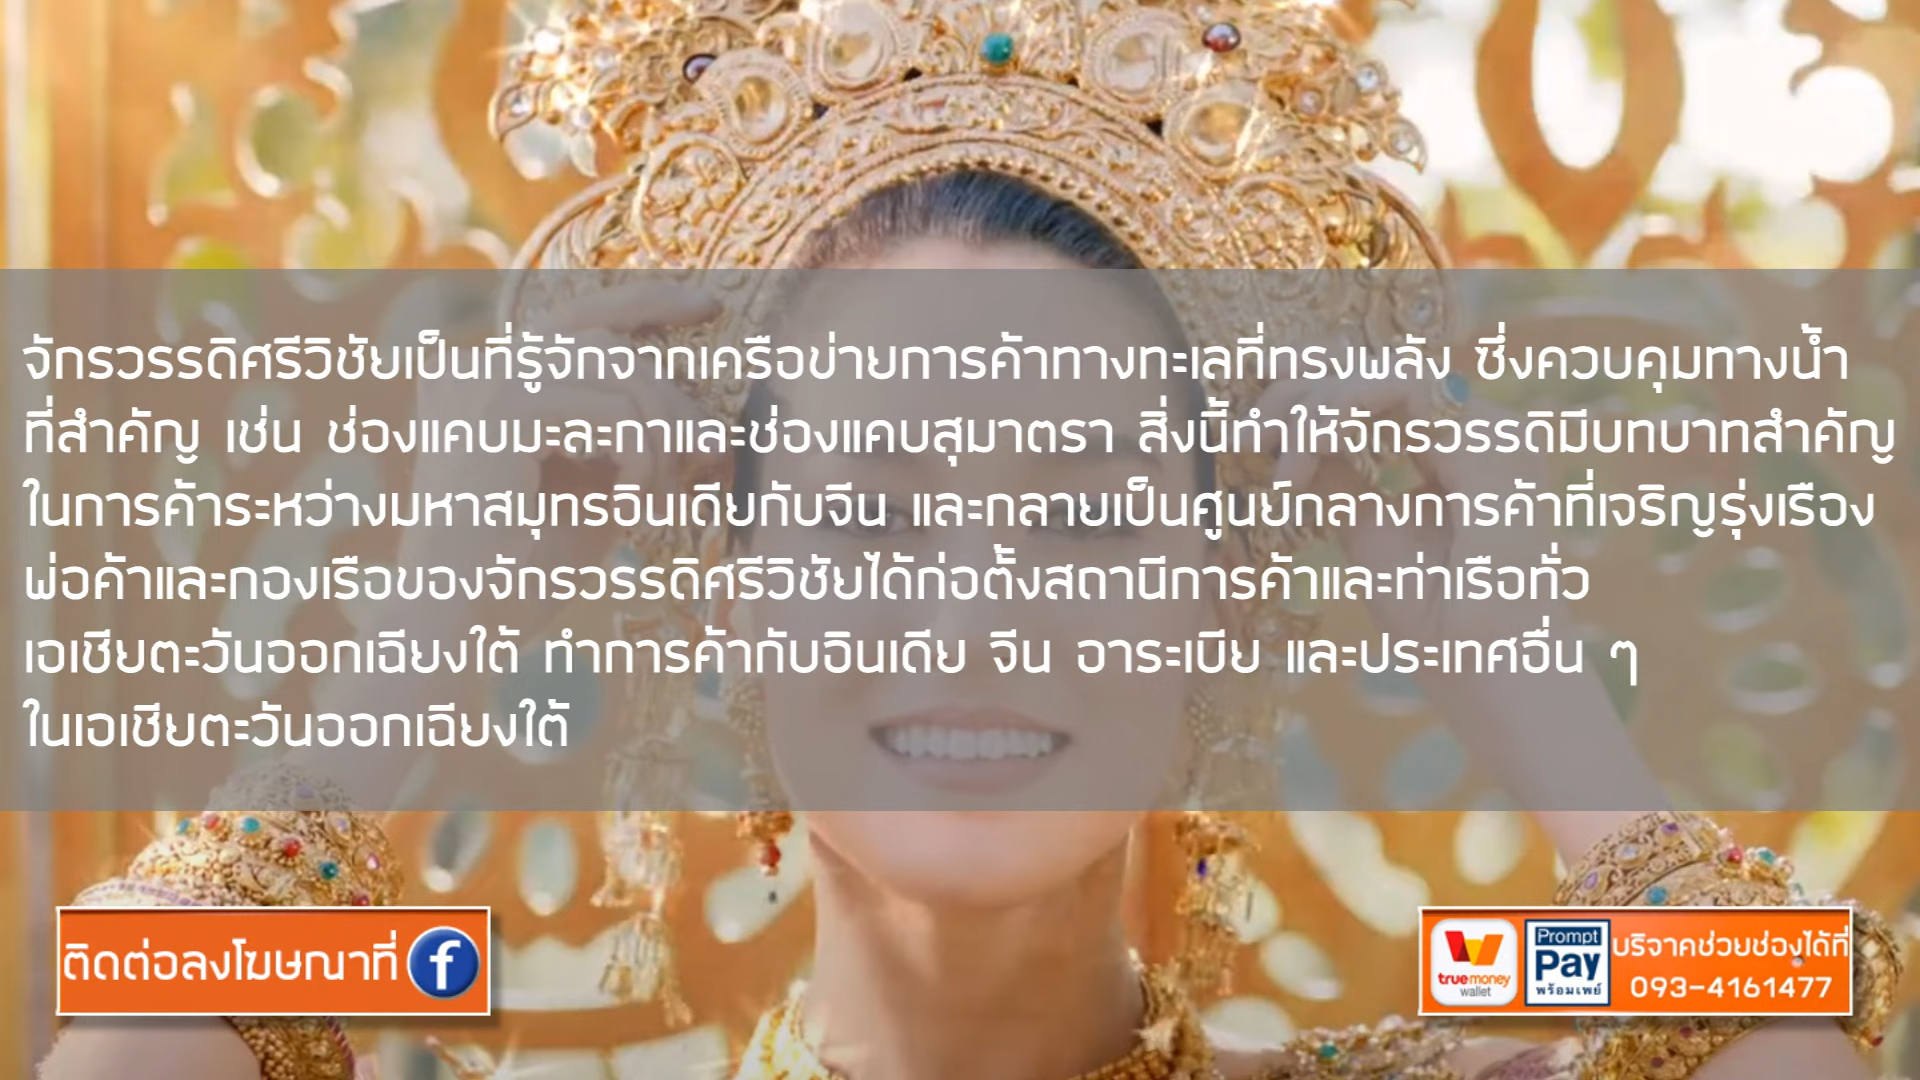 จักรวรรดิศรีวิชัยเป็นที่รู้จักจากเครือข่ายการค้าทางทะเลที่ทรงพลัง ซึ่งควบคุมทางน้ำ
ที่สำคัญ เช่น ช่องแคบมะละกาและช่องแคบสุมาตรา สิ่งนี้ทำให้จักรวรรดิมีบทบาทสำคัญ
ในการค้าระหว่างมหาสมุทรอินเดียกับจีน และกลายเป็นศูนย์กลางการค้าที่เจริญรุ่งเรือง
พ่อค้าและกองเรือของจักรวรรดิศรีวิชัยได้ก่อตั้งสถานีการค้าและท่าเรือทั่ว
เอเชียตะวันออกเฉียงใต้ ทำการค้ากับอินเดีย จีน อาระเบีย และประเทศอื่น ๆ
ในเอเชียตะวันออกเฉียงใต้
ติดต่อลงโฆษณาที่ f
truemoney
wallet
Prompt
Pay
พร้อมเพย์
บริจาคช่วยช่องได้ที่
093-4161477